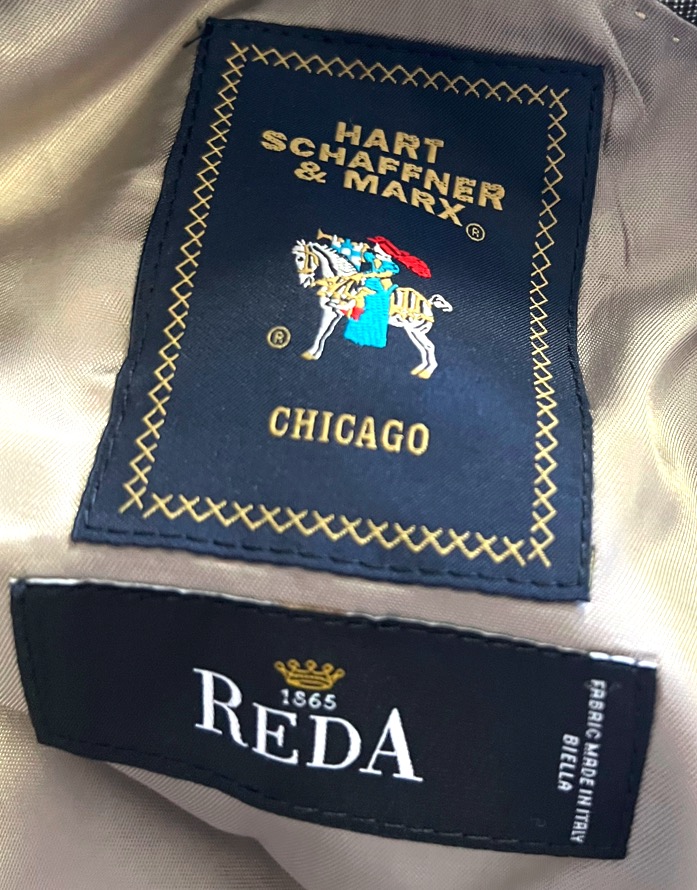 HART
SCHAFFNER
& MARX®
®
CHICAGO
1865
REDA
FABRIC MADE IN ITALY
BIELLA